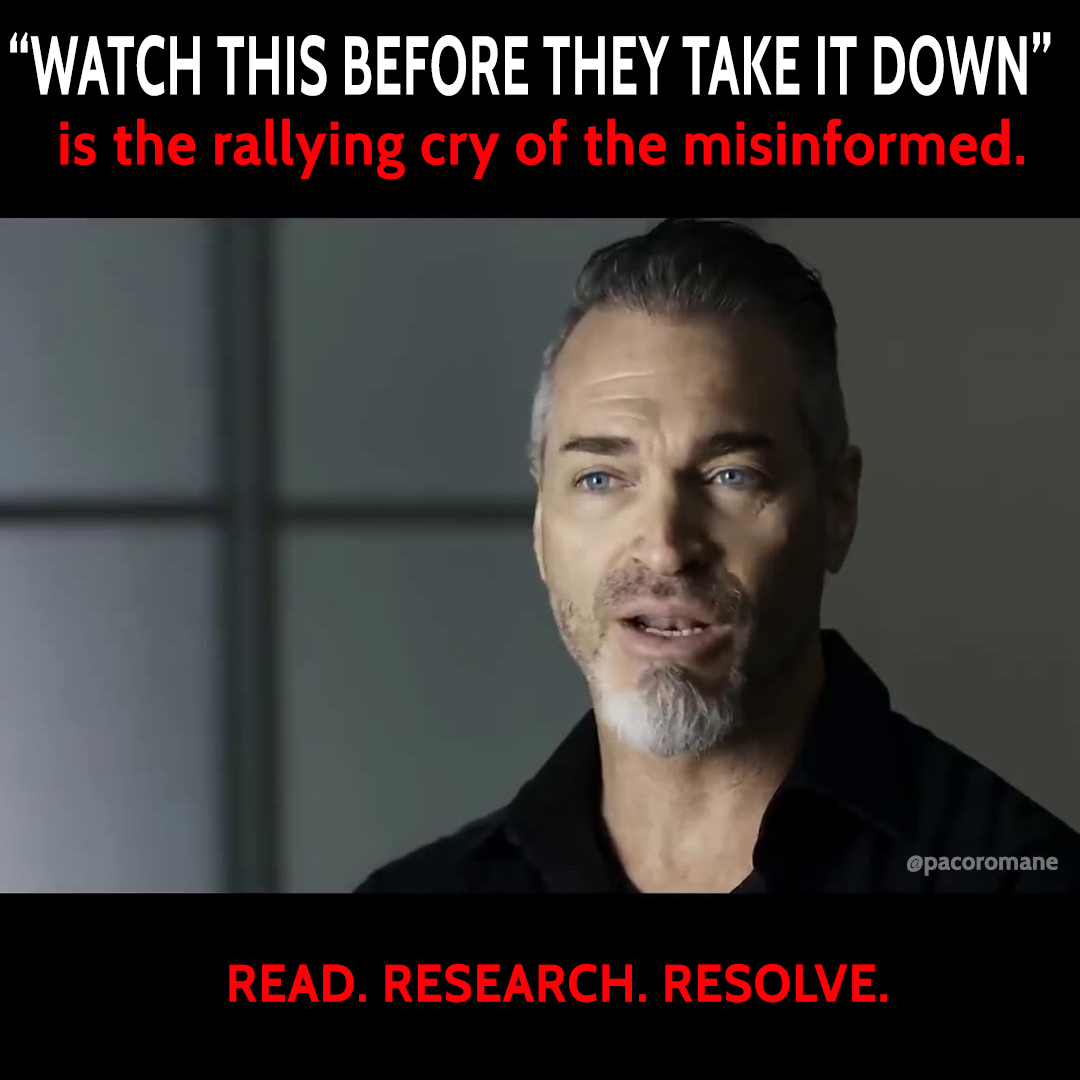 “WATCH THIS BEFORE THEY TAKE IT DOWN”
is the rallying cry of the misinformed.
@pacoromane
READ. RESEARCH. RESOLVE.